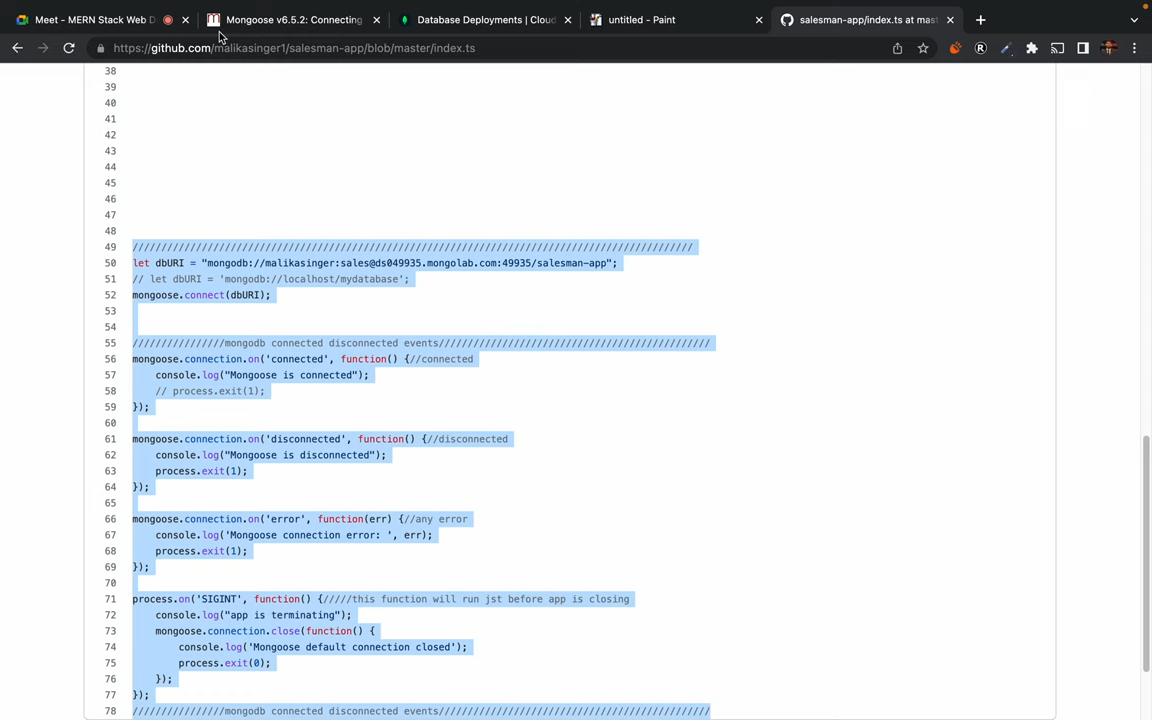 Meet - MERN Stack Web D
Mongoose v6.5.2: Connecting
Database Deployments | Cloud
untitled - Paint
salesman-app/index.ts at mast
https://github.com/malikasinger1/salesman-app/blob/master/index.ts
38
39
40
41
42
43
44
45
46
47
48
49 /////////////////////////////////////////////////////////////////////////////////////////////////
50 let dbURI = "mongodb://malikasinger:sales@ds049935.mongolab.com:49935/salesman-app";
51 // let dbURI = 'mongodb://localhost/mydatabase';
52 mongoose.connect(dbURI);
53
54
55 ////////////////mongodb connected disconnected events///////////////////////////////////////////////
56 mongoose.connection.on('connected', function() {//connected
57     console.log("Mongoose is connected");
58     // process.exit(1);
59 });
60
61 mongoose.connection.on('disconnected', function() {//disconnected
62     console.log("Mongoose is disconnected");
63     process.exit(1);
64 });
65
66 mongoose.connection.on('error', function(err) {//any error
67     console.log('Mongoose connection error: ', err);
68     process.exit(1);
69 });
70
71 process.on('SIGINT', function() {/////this function will run jst before app is closing
72     console.log("app is terminating");
73     mongoose.connection.close(function() {
74         console.log('Mongoose default connection closed');
75         process.exit(0);
76     });
77 });
78 ////////////////mongodb connected disconnected events///////////////////////////////////////////////